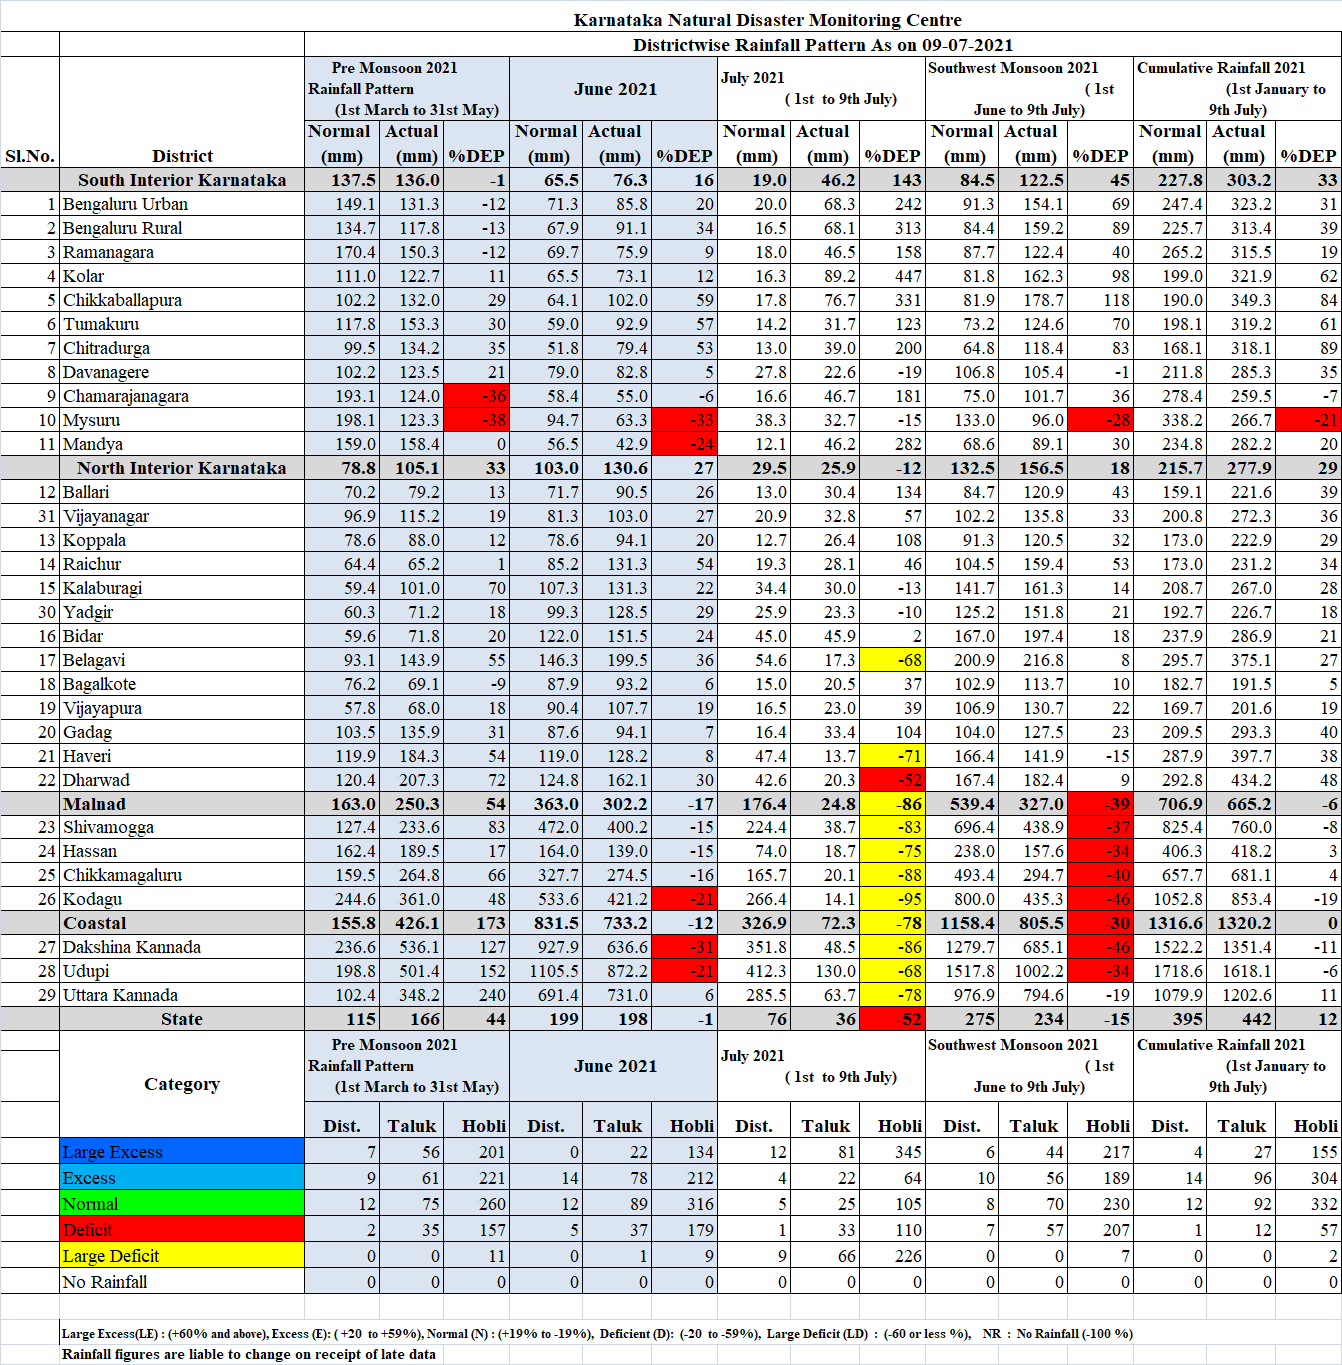 Karnataka Natural Disaster Monitoring Centre
Districtwise Rainfall Pattern As on 09-07-2021
Pre Monsoon 2021 Rainfall Pattern (1st March to 31st May) June 2021 July 2021 ( 1st to 9th July) Southwest Monsoon 2021 ( 1st June to 9th July) Cumulative Rainfall 2021 (1st January to 9th July)
Sl.No. District Normal (mm) Actual (mm) %DEP Normal (mm) Actual (mm) %DEP Normal (mm) Actual (mm) %DEP Normal (mm) Actual (mm) %DEP Normal (mm) Actual (mm) %DEP
South Interior Karnataka 137.5 136.0 -1 65.5 76.3 16 19.0 46.2 143 84.5 122.5 45 227.8 303.2 33
1 Bengaluru Urban 149.1 131.3 -12 71.3 85.8 20 20.0 68.3 242 91.3 154.1 69 247.4 323.2 31
2 Bengaluru Rural 134.7 117.8 -13 67.9 91.1 34 16.5 68.1 313 84.4 159.2 89 225.7 313.4 39
3 Ramanagara 170.4 150.3 -12 69.7 75.9 9 18.0 46.5 158 87.7 122.4 40 265.2 315.5 19
4 Kolar 111.0 122.7 11 65.5 73.1 12 16.3 89.2 447 81.8 162.3 98 199.0 321.9 62
5 Chikkaballapura 102.2 132.0 29 64.1 102.0 59 17.8 76.7 331 81.9 178.7 118 190.0 349.3 84
6 Tumakuru 117.8 153.3 30 59.0 92.9 57 14.2 31.7 123 73.2 124.6 70 198.1 319.2 61
7 Chitradurga 99.5 134.2 35 51.8 79.4 53 13.0 39.0 200 64.8 118.4 83 168.1 318.1 89
8 Davanagere 102.2 123.5 21 79.0 82.8 5 27.8 22.6 -19 106.8 105.4 -1 211.8 285.3 35
9 Chamarajanagara 193.1 124.0 -36 58.4 55.0 -6 16.6 46.7 181 75.0 101.7 36 278.4 259.5 -7
10 Mysuru 198.1 123.3 -38 94.7 63.3 -33 38.3 32.7 -15 133.0 96.0 -28 338.2 266.7 -21
11 Mandya 159.0 158.4 0 56.5 42.9 -24 12.1 46.2 282 68.6 89.1 30 234.8 282.2 20
North Interior Karnataka 78.8 105.1 33 103.0 130.6 27 29.5 25.9 -12 132.5 156.5 18 215.7 277.9 29
12 Ballari 70.2 79.2 13 71.7 90.5 26 13.0 30.4 134 84.7 120.9 43 159.1 221.6 39
31 Vijayanagar 96.9 115.2 19 81.3 103.0 27 20.9 32.8 57 102.2 135.8 33 200.8 272.3 36
13 Koppala 78.6 88.0 12 78.6 94.1 20 12.7 26.4 108 91.3 120.5 32 173.0 222.9 29
14 Raichur 64.4 65.2 1 85.2 131.3 54 19.3 28.1 46 104.5 159.4 53 173.0 231.2 34
15 Kalaburagi 59.4 101.0 70 107.3 131.3 22 34.4 30.0 -13 141.7 161.3 14 208.7 267.0 28
30 Yadgir 60.3 71.2 18 99.3 128.5 29 25.9 23.3 -10 125.2 151.8 21 192.7 226.7 18
16 Bidar 59.6 71.8 20 122.0 151.5 24 45.0 45.9 2 167.0 197.4 18 237.9 286.9 21
17 Belagavi 93.1 143.9 55 146.3 199.5 36 54.6 17.3 -68 200.9 216.8 8 295.7 375.1 27
18 Bagalkote 76.2 69.1 -9 87.9 93.2 6 15.0 20.5 37 102.9 113.7 10 182.7 191.5 5
19 Vijayapura 57.8 68.0 18 90.4 107.7 19 16.5 23.0 39 106.9 130.7 22 169.7 201.6 19
20 Gadag 103.5 135.9 31 87.6 94.1 7 16.4 33.4 104 104.0 127.5 23 209.5 293.3 40
21 Haveri 119.9 184.3 54 119.0 128.2 8 47.4 13.7 -71 166.4 141.9 -15 287.9 397.7 38
22 Dharwad 120.4 207.3 72 124.8 162.1 30 42.6 20.3 -52 167.4 182.4 9 292.8 434.2 48
Malnad 163.0 250.3 54 363.0 302.2 -17 176.4 24.8 -86 539.4 327.0 -39 706.9 665.2 -6
23 Shivamogga 127.4 233.6 83 472.0 400.2 -15 224.4 38.7 -83 696.4 438.9 -37 825.4 760.0 -8
24 Hassan 162.4 189.5 17 164.0 139.0 -15 74.0 18.7 -75 238.0 157.6 -34 406.3 418.2 3
25 Chikkamagaluru 159.5 264.8 66 327.7 274.5 -16 165.7 20.1 -88 493.4 294.7 -40 657.7 681.1 4
26 Kodagu 244.6 361.0 48 533.6 421.2 -21 266.4 14.1 -95 800.0 435.3 -46 1052.8 853.4 -19
Coastal 155.8 426.1 173 831.5 733.2 -12 326.9 72.3 -78 1158.4 805.5 -30 1316.6 1320.2 0
27 Dakshina Kannada 236.6 536.1 127 927.9 636.6 -31 351.8 48.5 -86 1279.7 685.1 -46 1522.2 1351.4 -11
28 Udupi 198.8 501.4 152 1105.5 872.2 -21 412.3 130.0 -68 1517.8 1002.2 -34 1718.6 1618.1 -6
29 Uttara Kannada 102.4 348.2 240 691.4 731.0 6 285.5 63.7 -78 976.9 794.6 -19 1079.9 1202.6 11
State 115 166 44 199 198 -1 76 36 -52 275 234 -15 395 442 12
Category Pre Monsoon 2021 Rainfall Pattern (1st March to 31st May) June 2021 July 2021 ( 1st to 9th July) Southwest Monsoon 2021 ( 1st June to 9th July) Cumulative Rainfall 2021 (1st January to 9th July)
Dist. Taluk Hobli Dist. Taluk Hobli Dist. Taluk Hobli Dist. Taluk Hobli Dist. Taluk Hobli
Large Excess 7 56 201 0 22 134 12 81 345 6 44 217 4 27 155
Excess 9 61 221 14 78 212 4 22 64 10 56 189 14 96 304
Normal 12 75 260 12 89 316 5 25 105 8 70 230 12 92 332
Deficit 2 35 157 5 37 179 1 33 110 7 57 207 1 12 57
Large Deficit 0 0 11 0 1 9 9 66 226 0 0 7 0 0 2
No Rainfall 0 0 0 0 0 0 0 0 0 0 0 0 0 0 0
Large Excess(LE) : (+60% and above), Excess (E): ( +20 to +59%), Normal (N) : (+19% to -19%), Deficient (D): (-20 to -59%), Large Deficit (LD) : (-60 or less %), NR : No Rainfall (-100 %)
Rainfall figures are liable to change on receipt of late data